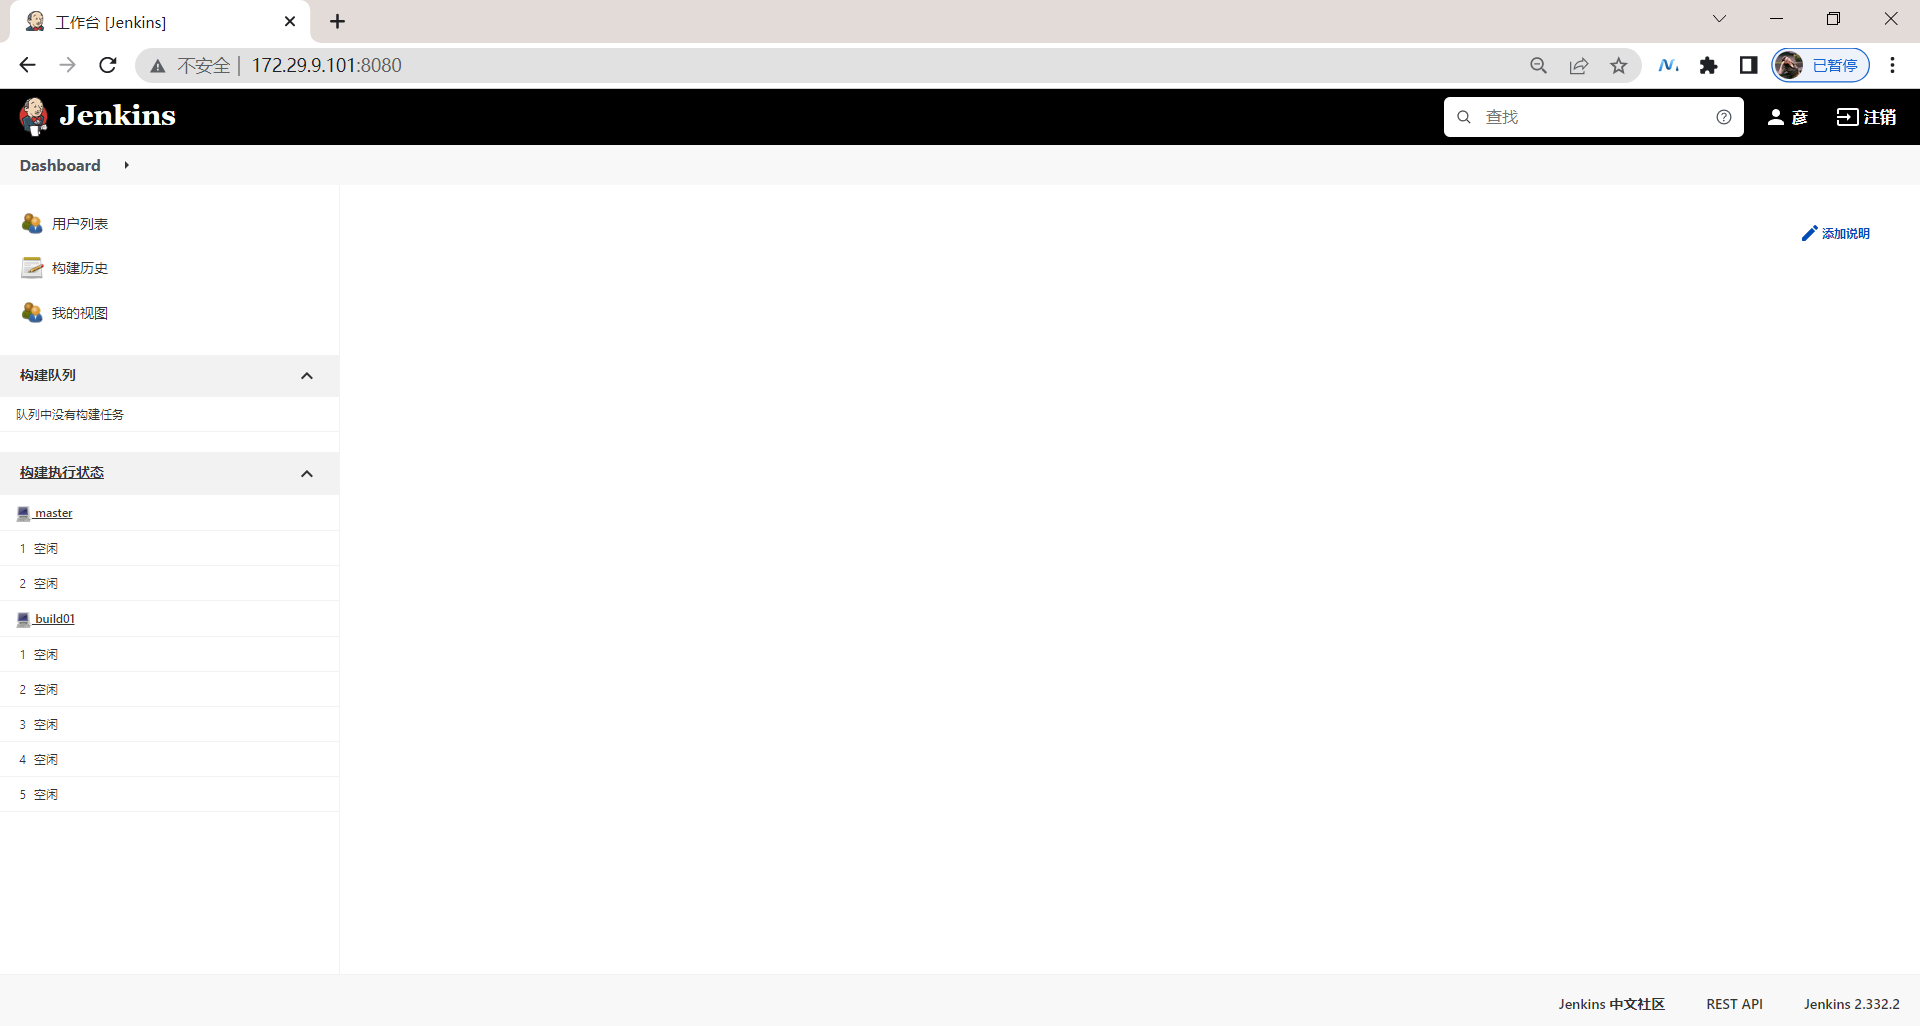 工作台 [Jenkins]
不安全 | 172.29.9.101:8080
已暂停
Jenkins
查找
彦
注销
Dashboard
用户列表
添加说明
构建历史
我的视图
构建队列
队列中没有构建任务
构建执行状态
master
1 空闲
2 空闲
build01
1 空闲
2 空闲
3 空闲
4 空闲
5 空闲
Jenkins 中文社区
REST API
Jenkins 2.332.2